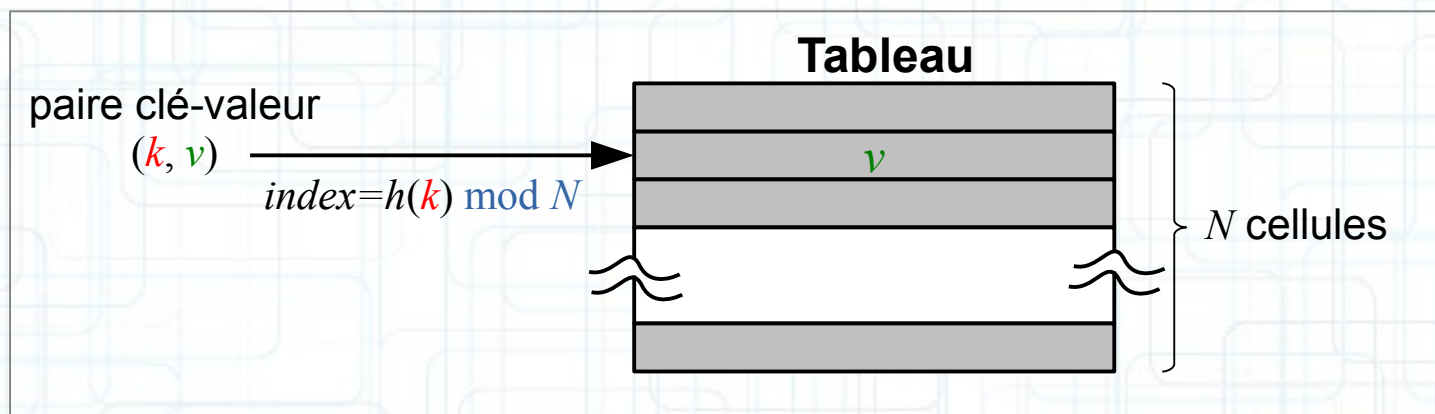 Tableau
paire clé-valeur
(k, v)
index=h(k) mod N
v
N cellules